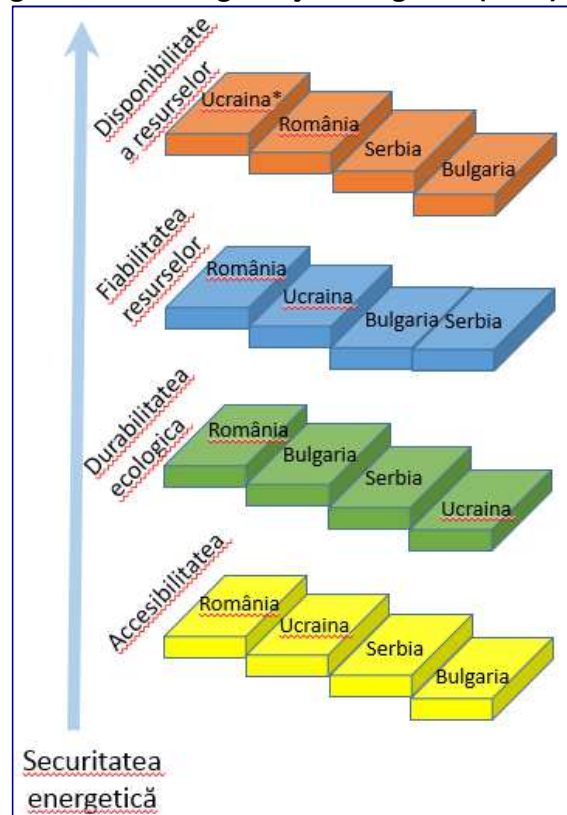 Disponibilitate
a resurselor
Ucraina*
România
Serbia
Bulgaria
Fiabilitatea
resurselor
România
Ucraina
Bulgaria
Serbia
Durabilitatea
ecologica
România
Bulgaria
Serbia
Ucraina
Accesibilitatea
România
Ucraina
Serbia
Bulgaria
Securitatea
energetică